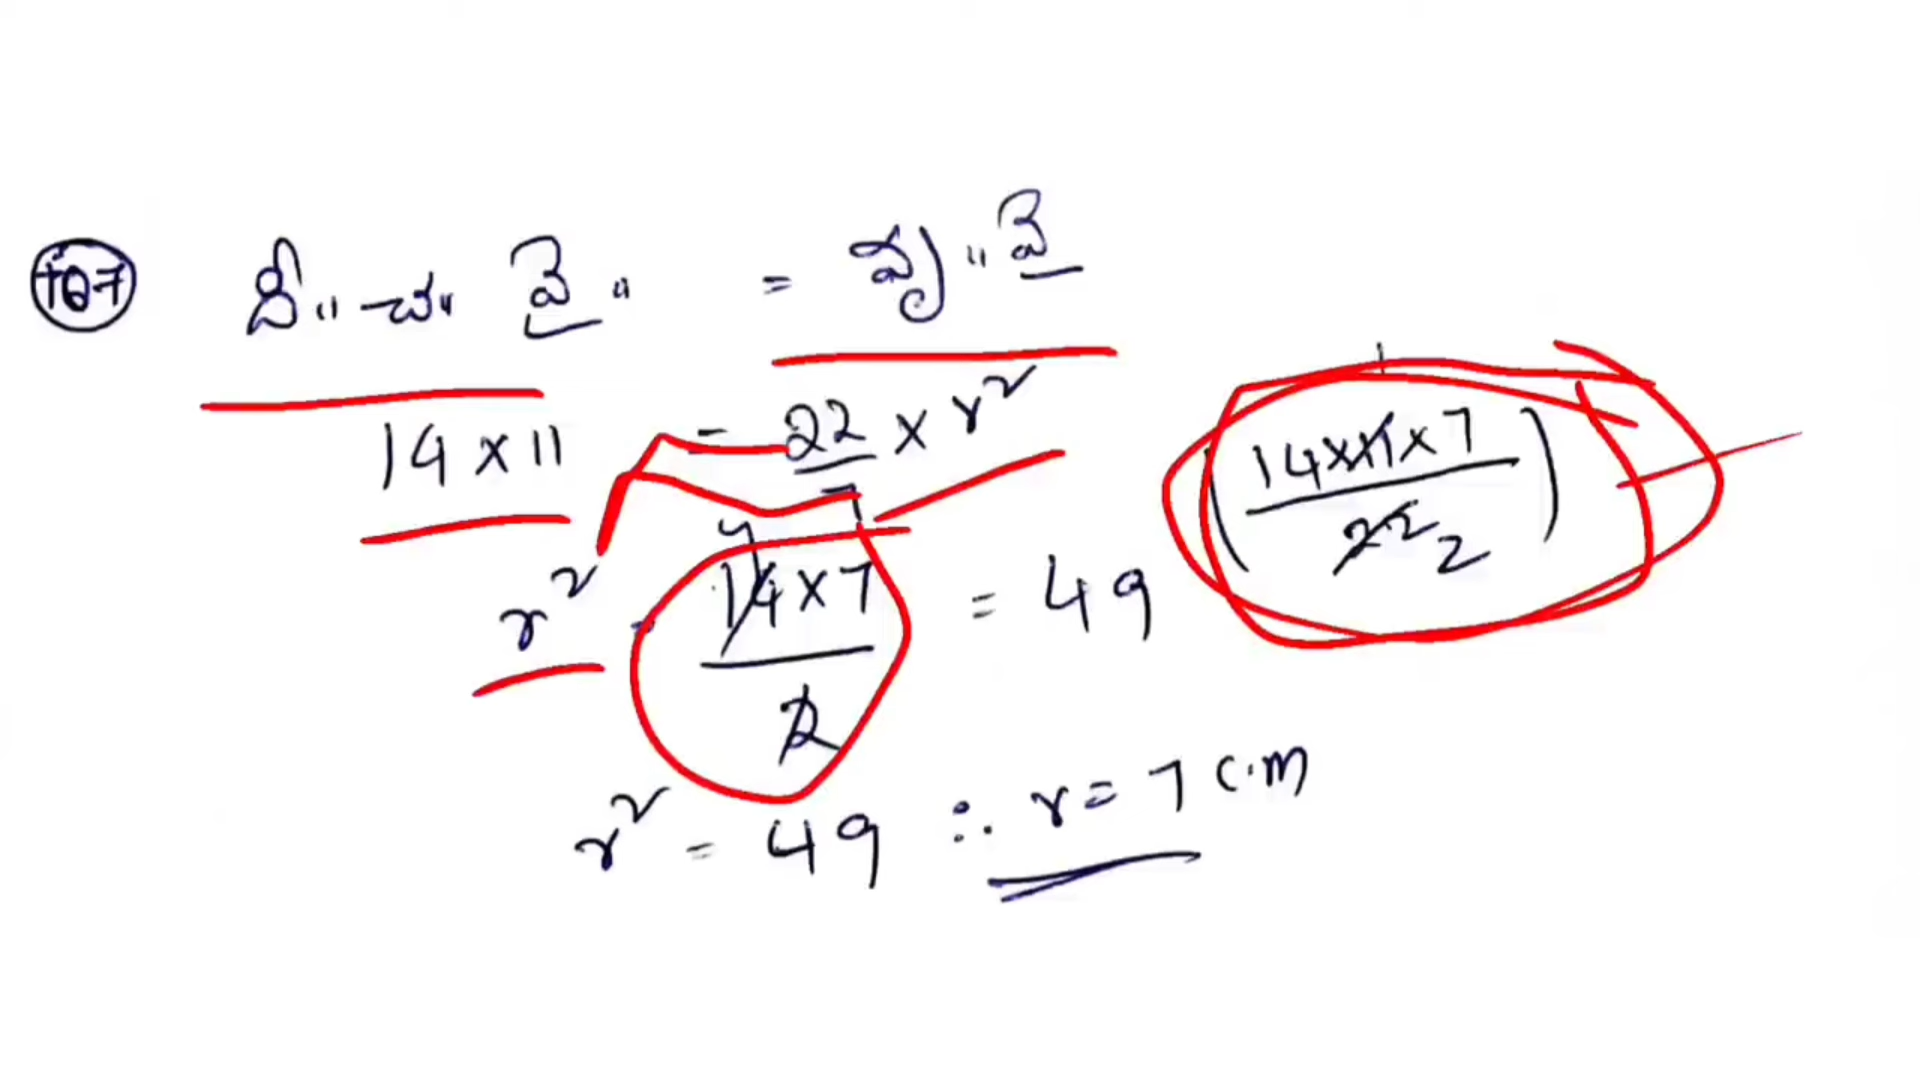 107 ದೀ॥ ಚ॥ ವೈ॥ = ವೃ॥ ವೈ
14 × 11 = 22/7 × r²
(14×11×7/22 2)
r² = 14×7/2 = 49
r² = 49 ∴ r = 7 c.m